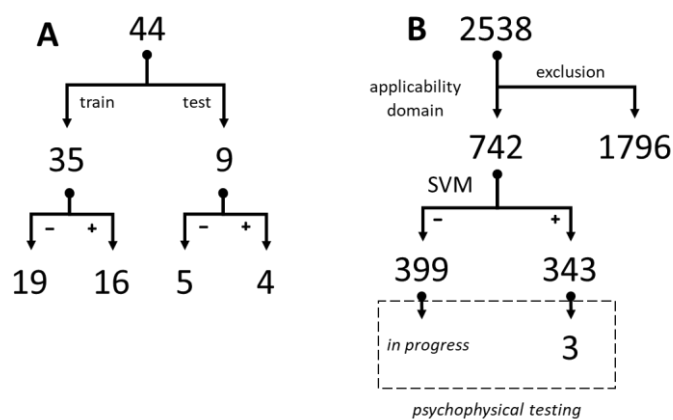 A
44
train
test
35
9
−
+
−
+
19
16
5
4
B
2538
applicability
domain
exclusion
742
1796
SVM
−
+
399
343
in progress
3
psychophysical testing